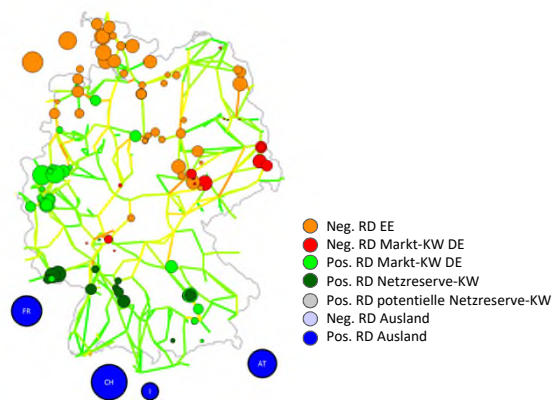 Neg. RD EE
Neg. RD Markt-KW DE
Pos. RD Markt-KW DE
Pos. RD Netzreserve-KW
Pos. RD potentielle Netzreserve-KW
Neg. RD Ausland
Pos. RD Ausland
FR
AT
CH
I